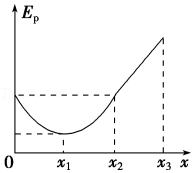 Eₚ
0 x₁ x₂ x₃ x